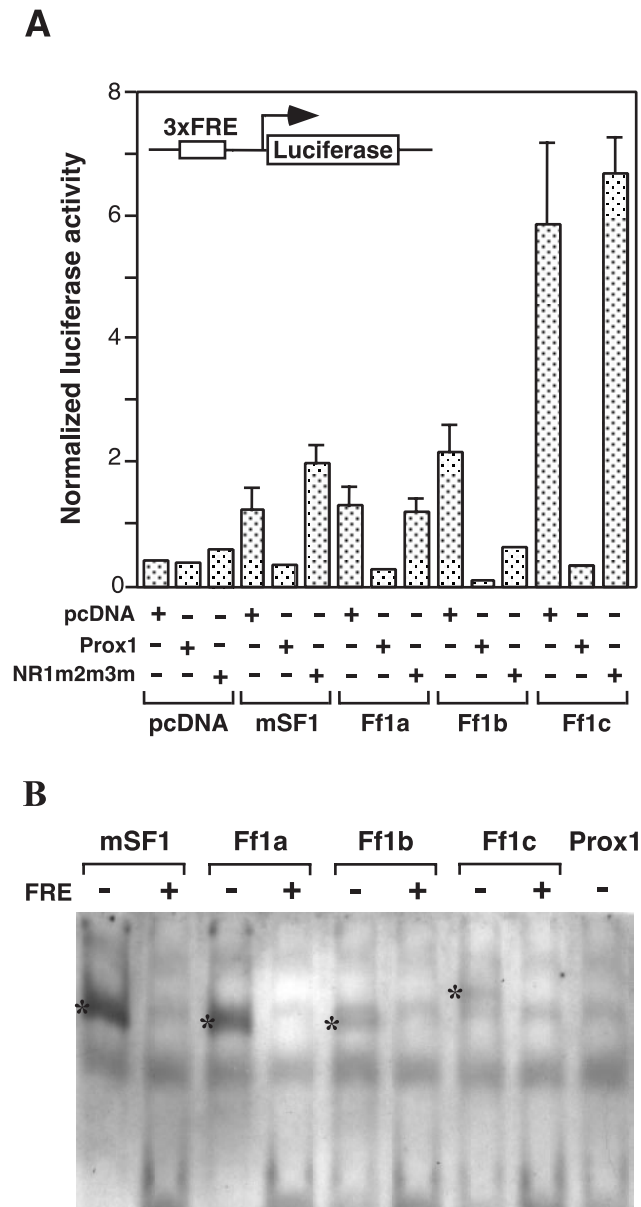 A
8
6
4
2
0
Normalized luciferase activity
3xFRE
Luciferase
pcDNA + - - + - - + - - + - - + - -
Prox1 - + - - + - - + - - + - - + -
NR1m2m3m - - + - - + - - + - - + - - +
pcDNA mSF1 Ff1a Ff1b Ff1c
B
mSF1 Ff1a Ff1b Ff1c Prox1
FRE - + - + - + - + -
* * * *